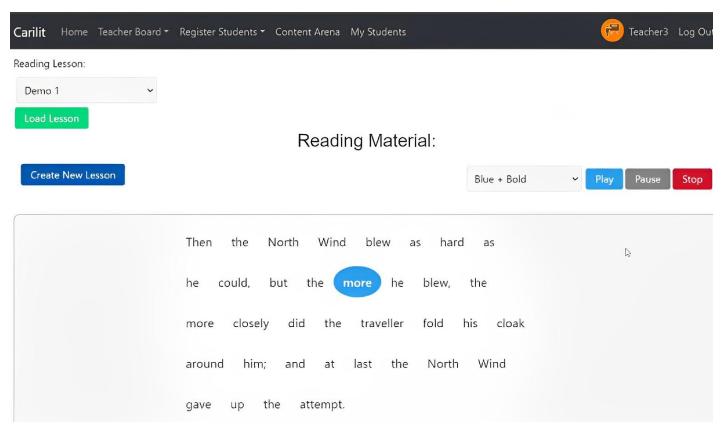 Carilit Home Teacher Board Register Students Content Arena My Students Teacher3 Log Out
Reading Lesson:
Demo 1
Load Lesson
Reading Material:
Create New Lesson
Blue + Bold Play Pause Stop
Then the North Wind blew as hard as
he could, but the more he blew, the
more closely did the traveller fold his cloak
around him; and at last the North Wind
gave up the attempt.